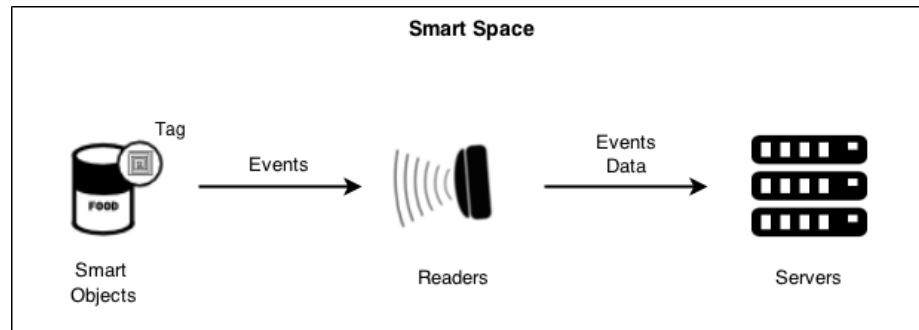 Smart Space
Tag
Events
Events
Data
FOOD
Smart
Objects
Readers
Servers